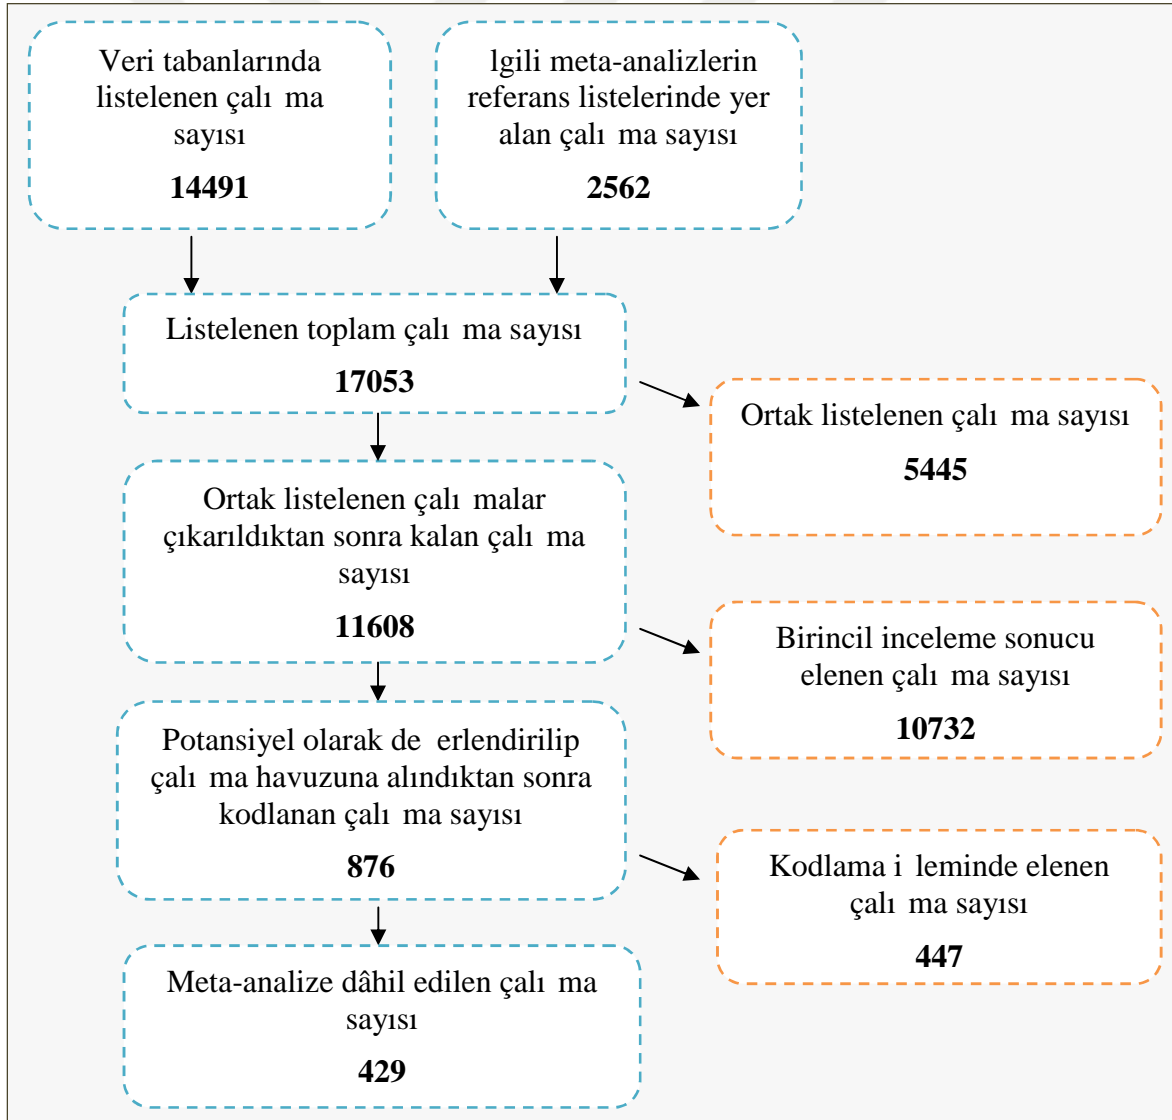 Veri tabanlarında
listelenen çalı ma
sayısı
14491
lgili meta-analizlerin
referans listelerinde yer
alan çalı ma sayısı
2562
Listelenen toplam çalı ma sayısı
17053
Ortak listelenen çalı ma sayısı
5445
Ortak listelenen çalı malar
çıkarıldıktan sonra kalan çalı ma
sayısı
11608
Birincil inceleme sonucu
elenen çalı ma sayısı
10732
Potansiyel olarak de erlendirilip
çalı ma havuzuna alındıktan sonra
kodlanan çalı ma sayısı
876
Kodlama i leminde elenen
çalı ma sayısı
447
Meta-analize dâhil edilen çalı ma
sayısı
429